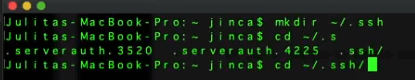 Julitas-MacBook-Pro:~ jinca$ mkdir ~/.ssh
Julitas-MacBook-Pro:~ jinca$ cd ~/.s
.serverauth.3520 .serverauth.4225 .ssh/
Julitas-MacBook-Pro:~ jinca$ cd ~/.ssh/